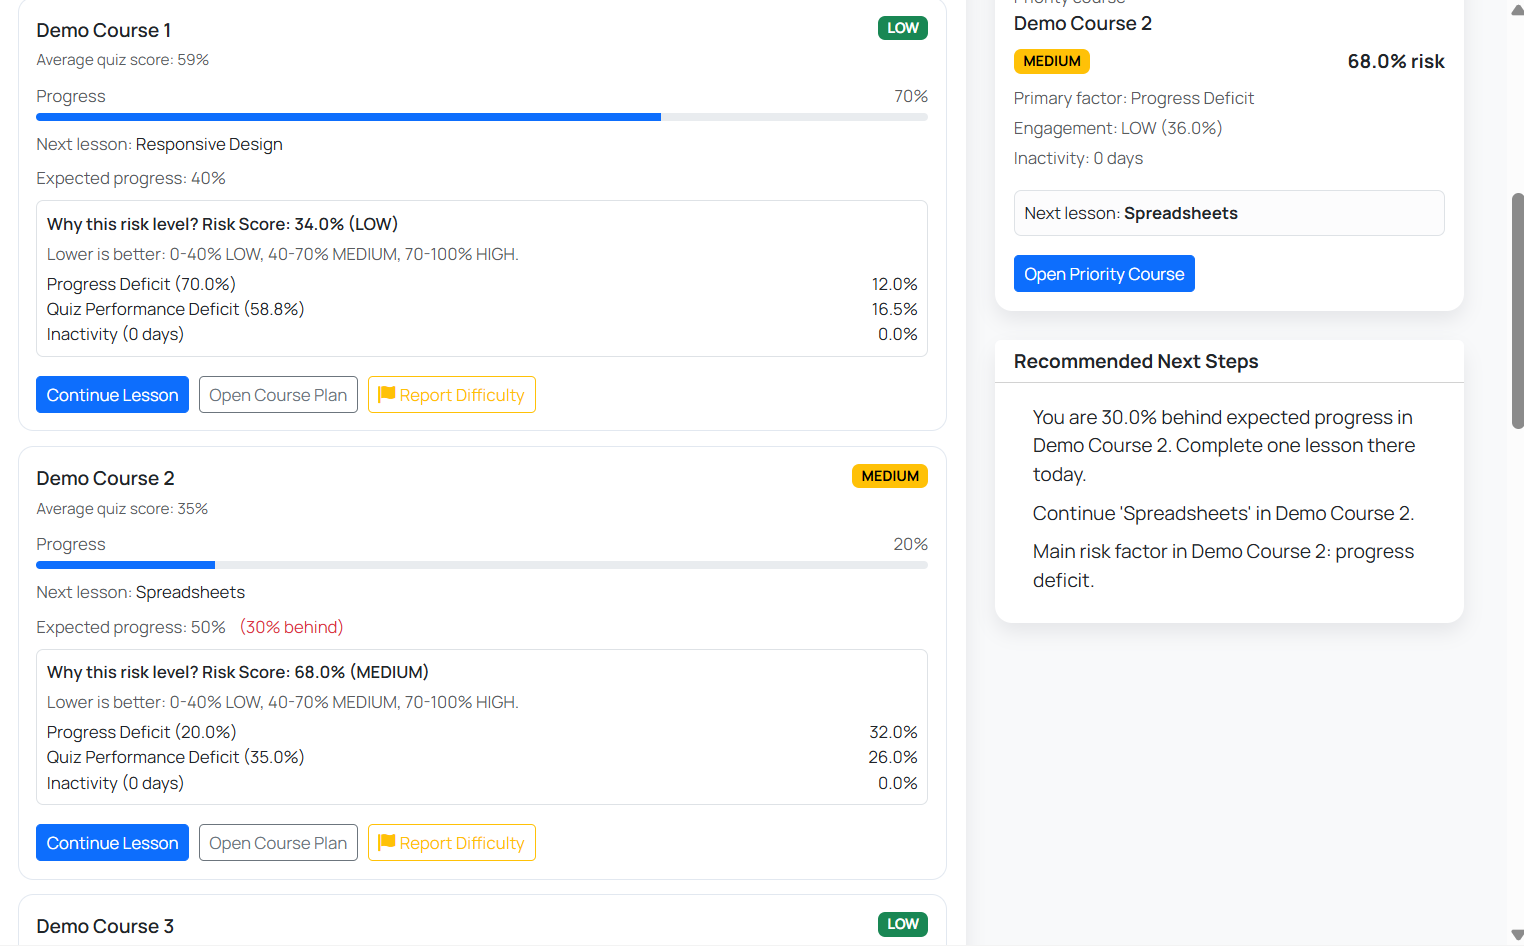 Demo Course 1
LOW
Average quiz score: 59%
Progress
70%
Next lesson: Responsive Design
Expected progress: 40%
Why this risk level? Risk Score: 34.0% (LOW)
Lower is better: 0-40% LOW, 40-70% MEDIUM, 70-100% HIGH.
Progress Deficit (70.0%)
12.0%
Quiz Performance Deficit (58.8%)
16.5%
Inactivity (0 days)
0.0%
Continue Lesson
Open Course Plan
Report Difficulty
Demo Course 2
MEDIUM
Average quiz score: 35%
Progress
20%
Next lesson: Spreadsheets
Expected progress: 50% (30% behind)
Why this risk level? Risk Score: 68.0% (MEDIUM)
Lower is better: 0-40% LOW, 40-70% MEDIUM, 70-100% HIGH.
Progress Deficit (20.0%)
32.0%
Quiz Performance Deficit (35.0%)
26.0%
Inactivity (0 days)
0.0%
Continue Lesson
Open Course Plan
Report Difficulty
Demo Course 3
LOW
Priority course
Demo Course 2
MEDIUM
68.0% risk
Primary factor: Progress Deficit
Engagement: LOW (36.0%)
Inactivity: 0 days
Next lesson: Spreadsheets
Open Priority Course
Recommended Next Steps
You are 30.0% behind expected progress in
Demo Course 2. Complete one lesson there
today.
Continue 'Spreadsheets' in Demo Course 2.
Main risk factor in Demo Course 2: progress
deficit.